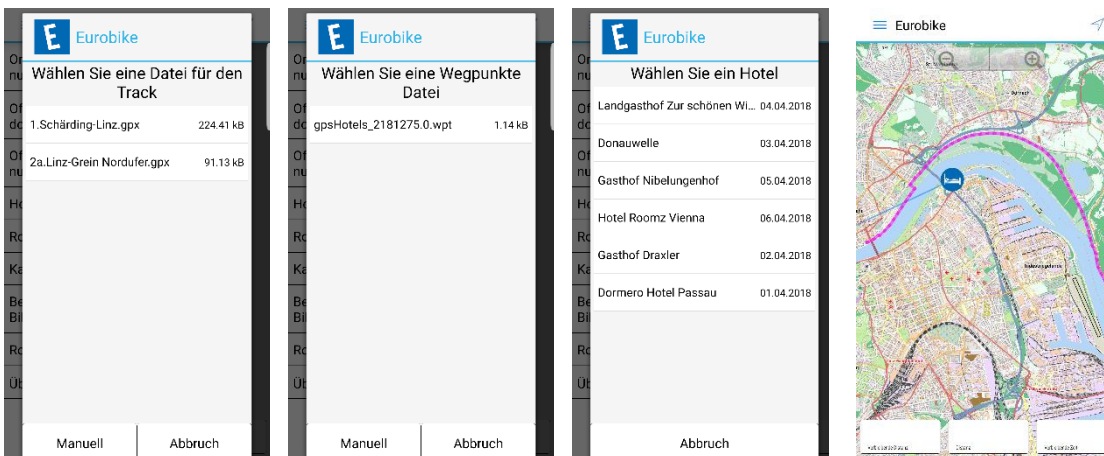 E Eurobike
Wählen Sie eine Datei für den
Track
1.Schärding-Linz.gpx 224.41 kB
2a.Linz-Grein Nordufer.gpx 91.13 kB
Manuell Abbruch
E Eurobike
Wählen Sie eine Wegpunkte
Datei
gpsHotels_2181275.0.wpt 1.14 kB
Manuell Abbruch
E Eurobike
Wählen Sie ein Hotel
Landgasthof Zur schönen Wi... 04.04.2018
Donauwelle 03.04.2018
Gasthof Nibelungenhof 05.04.2018
Hotel Roomz Vienna 06.04.2018
Gasthof Draxler 02.04.2018
Dormero Hotel Passau 01.04.2018
Abbruch
Eurobike